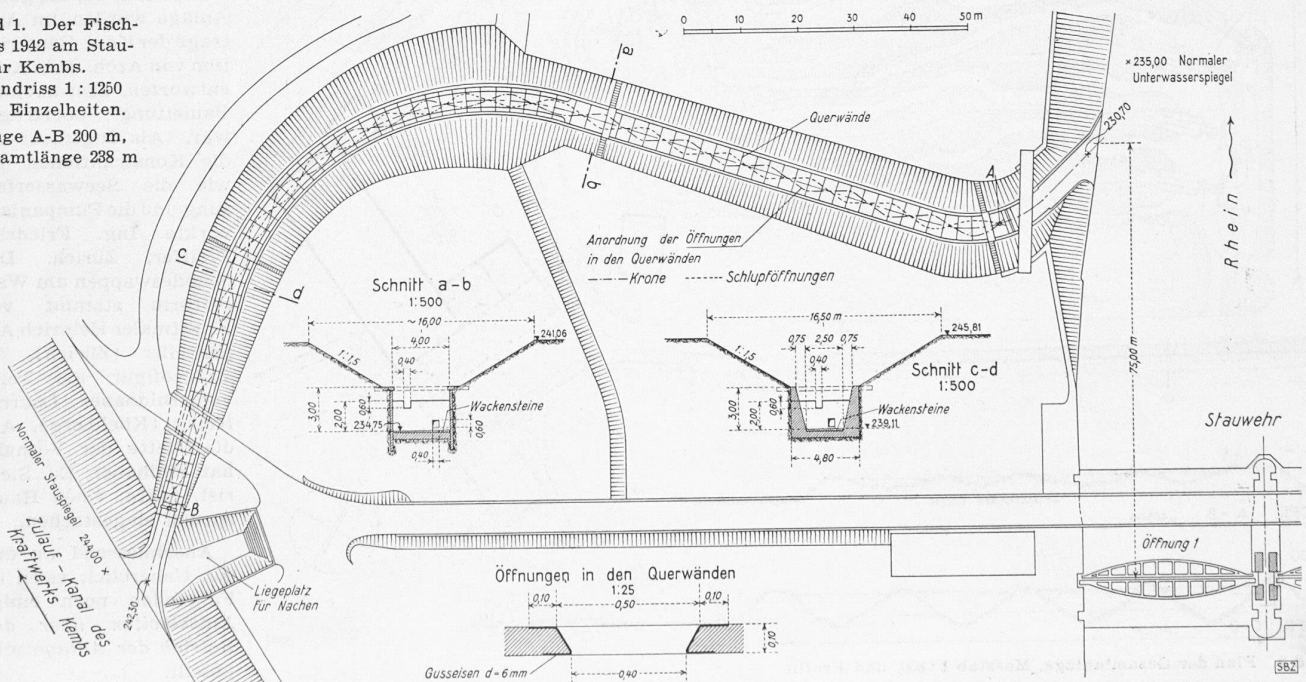 d 1. Der Fisch-
s 1942 am Stau-
r Kembs.
ndriss 1 : 1250
Einzelheiten.
ge A-B 200 m,
amtlänge 238 m
0 10 20 30 40 50 m
× 235,00 Normaler
Unterwasserspiegel
230,70
Rhein
75,00 m
a
b
Querwände
A
Anordnung der Öffnungen
in den Querwänden
Krone Schlupföffnungen
C
d
Schnitt a-b
1:500
~16,00
241,06
4,00
1:1,5
0,40
3,00
2,00
0,60
234,75
Wackensteine
0,60
0,40
16,50 m
245,81
0,75 2,50 0,75
1:1,5
0,40
Schnitt c-d
1:500
3,00
2,00
0,60
Wackensteine
239,11
4,80
Stauwehr
Öffnung 1
B
Normaler Stauspiegel 244,00 ×
Zulauf - Kanal des
Kraftwerks Kembs
242,50
Liegeplatz
für Nachen
Öffnungen in den Querwänden
1:25
0,10 0,50 0,10
0,10
Gusseisen d = 6 mm
0,40
SBZ